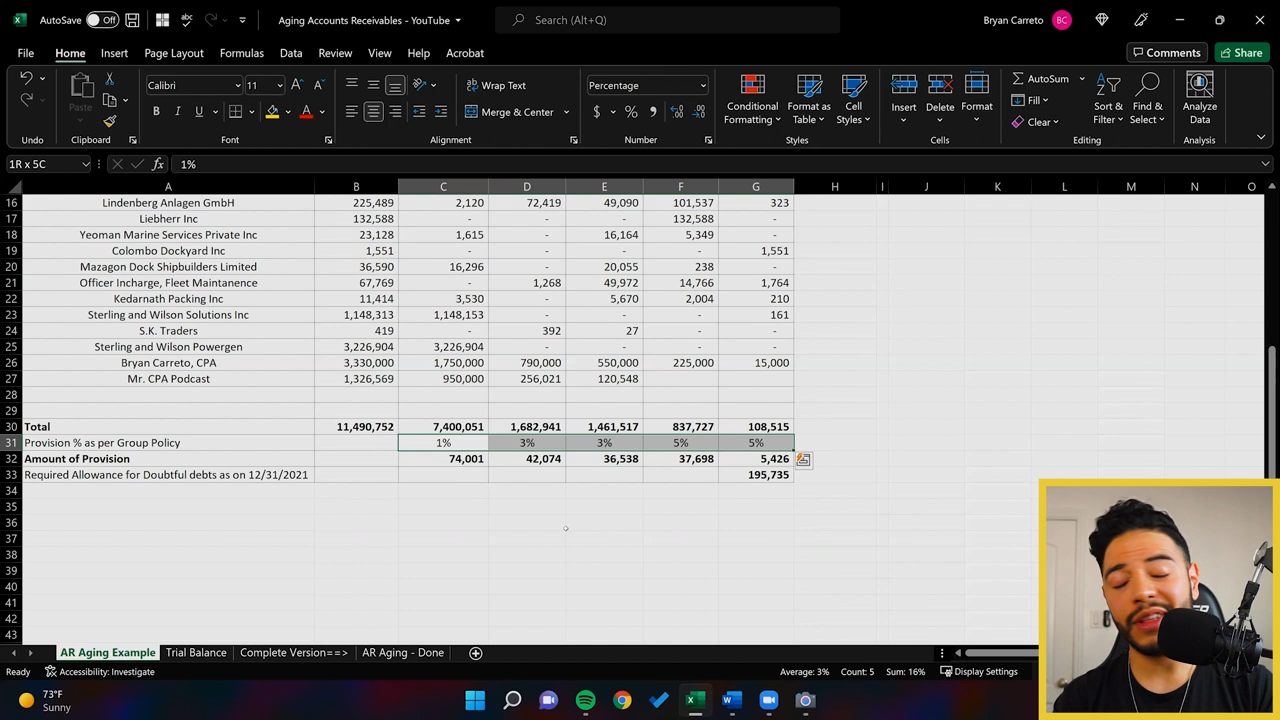 AutoSave Off Aging Accounts Receivables - YouTube Search (Alt+Q) Bryan Carreto BC
File Home Insert Page Layout Formulas Data Review View Help Acrobat Comments Share
Calibri 11 Wrap Text Percentage AutoSum
Paste Merge & Center $ % Conditional Formatting Format as Table Cell Styles Insert Delete Format Fill Clear Sort & Filter Find & Select Analyze Data
Undo Clipboard Font Alignment Number Styles Cells Editing Analysis
1R x 5C fx 1%
A B C D E F G H I J K L M N O
16 Lindenberg Anlagen GmbH 225,489 2,120 72,419 49,090 101,537 323
17 Liebherr Inc 132,588 - - - 132,588 -
18 Yeoman Marine Services Private Inc 23,128 1,615 - 16,164 5,349 -
19 Colombo Dockyard Inc 1,551 - - - - 1,551
20 Mazagon Dock Shipbuilders Limited 36,590 16,296 - 20,055 238 -
21 Officer Incharge, Fleet Maintanence 67,769 - 1,268 49,972 14,766 1,764
22 Kedarnath Packing Inc 11,414 3,530 - 5,670 2,004 210
23 Sterling and Wilson Solutions Inc 1,148,313 1,148,153 - - - 161
24 S.K. Traders 419 - 392 27 - -
25 Sterling and Wilson Powergen 3,226,904 3,226,904 - - - -
26 Bryan Carreto, CPA 3,330,000 1,750,000 790,000 550,000 225,000 15,000
27 Mr. CPA Podcast 1,326,569 950,000 256,021 120,548
28
29
30 Total 11,490,752 7,400,051 1,682,941 1,461,517 837,727 108,515
31 Provision % as per Group Policy 1% 3% 3% 5% 5%
32 Amount of Provision 74,001 42,074 36,538 37,698 5,426
33 Required Allowance for Doubtful debts as on 12/31/2021 195,735
34
35
36
37
38
39
40
41
42
43
AR Aging Example Trial Balance Complete Version==> AR Aging - Done
Ready Accessibility: Investigate Average: 3% Count: 5 Sum: 16% Display Settings
73°F
Sunny